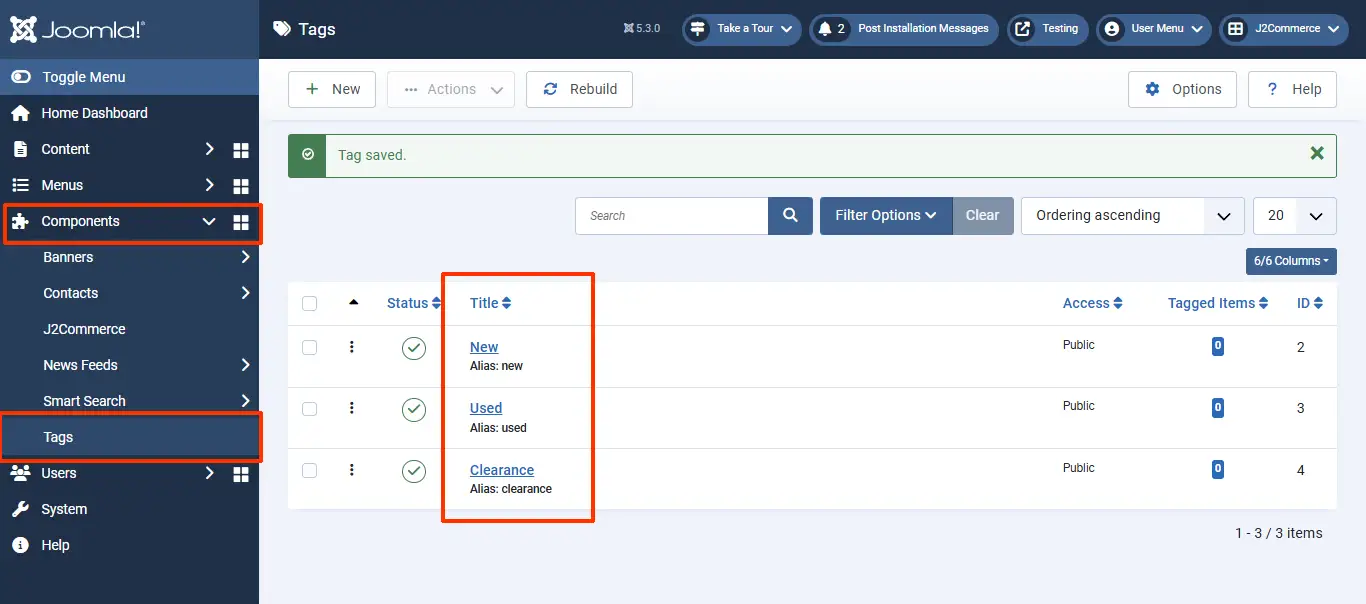 Joomla!
Tags
5.3.0
Take a Tour
2
Post Installation Messages
Testing
User Menu
J2Commerce
Toggle Menu
Home Dashboard
Content
Menus
Components
Banners
Contacts
J2Commerce
News Feeds
Smart Search
Tags
Users
System
Help
New
Actions
Rebuild
Options
? Help
Tag saved.
Search
Filter Options
Clear
Ordering ascending
20
6/6 Columns
Status
Title
Access
Tagged Items
ID
New
Alias: new
Public
0
2
Used
Alias: used
Public
0
3
Clearance
Alias: clearance
Public
0
4
1 - 3 / 3 items